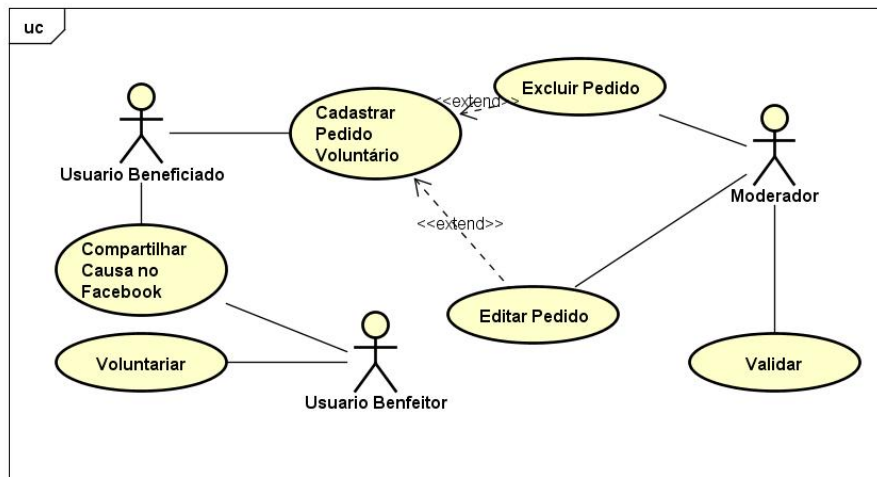 uc
Cadastrar
Pedido
Voluntário
<<extend>>
Excluir Pedido
Usuario Beneficiado
Moderador
<<extend>>
Compartilhar
Causa no
Facebook
Editar Pedido
Voluntariar
Validar
Usuario Benfeitor